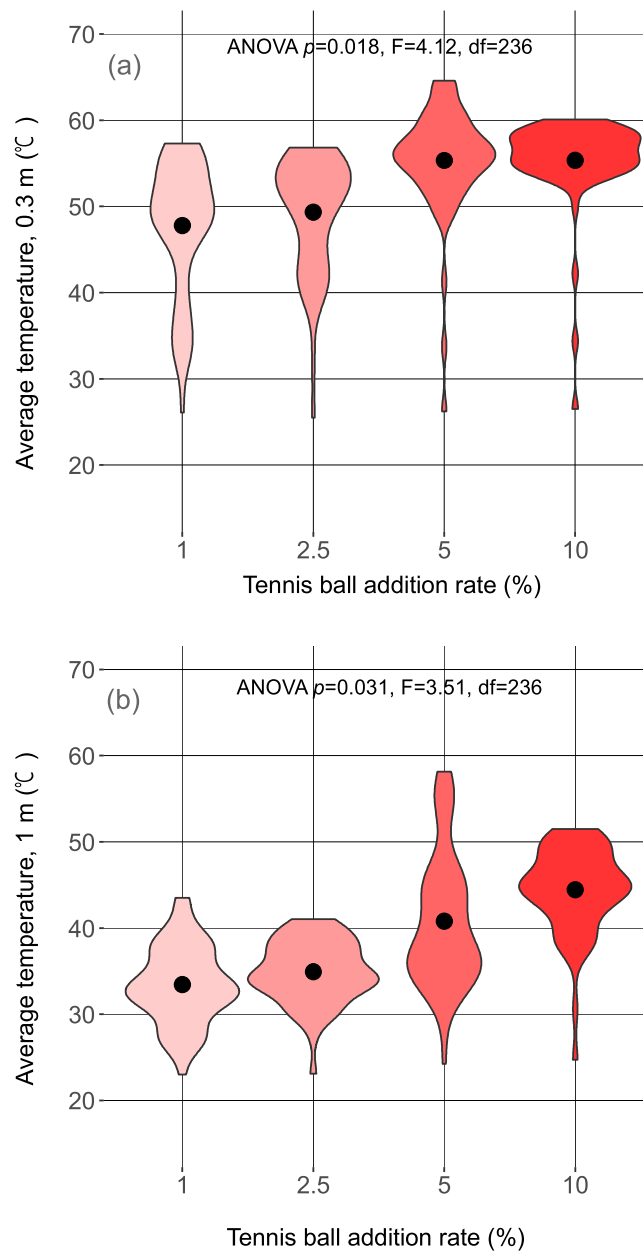 70
(a)
ANOVA p=0.018, F=4.12, df=236
60
50
40
30
20
Average temperature, 0.3 m (℃ )
1 2.5 5 10
Tennis ball addition rate (%)
70
(b)
ANOVA p=0.031, F=3.51, df=236
60
50
40
30
20
Average temperature, 1 m (℃ )
1 2.5 5 10
Tennis ball addition rate (%)